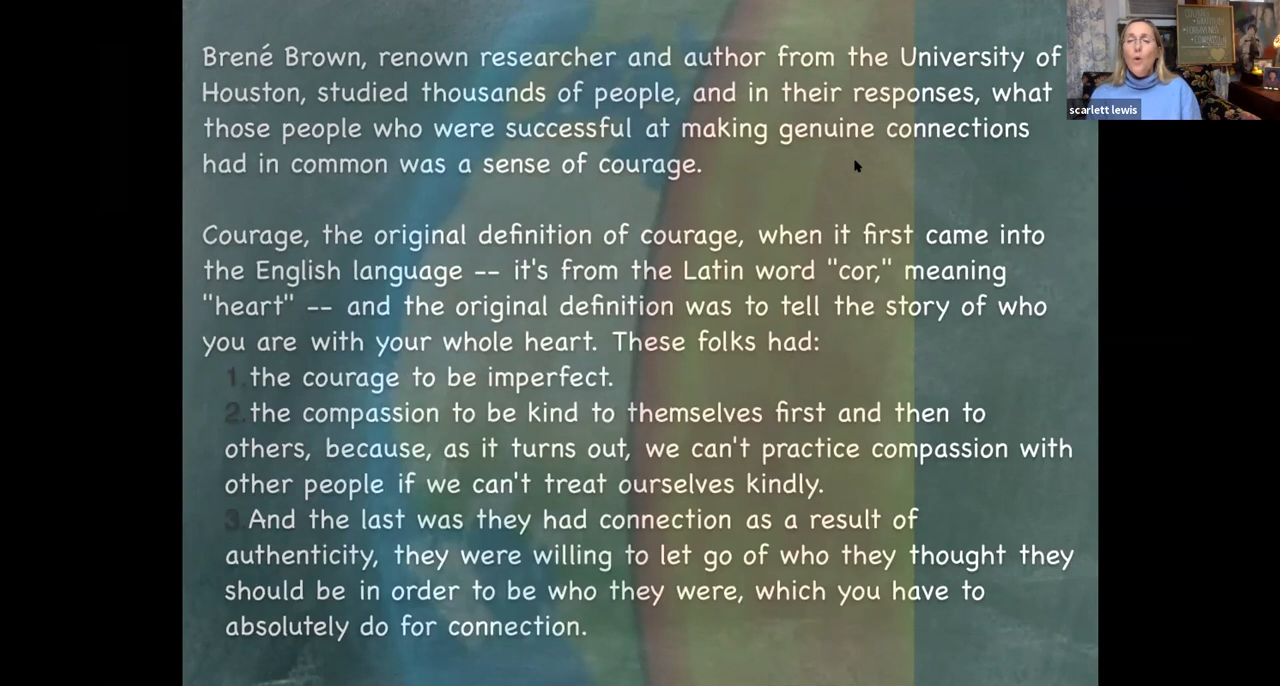 Brené Brown, renown researcher and author from the University of
Houston, studied thousands of people, and in their responses, what
those people who were successful at making genuine connections
had in common was a sense of courage.
Courage, the original definition of courage, when it first came into
the English language -- it's from the Latin word "cor," meaning
"heart" -- and the original definition was to tell the story of who
you are with your whole heart. These folks had:
1. the courage to be imperfect.
2. the compassion to be kind to themselves first and then to
others, because, as it turns out, we can't practice compassion with
other people if we can't treat ourselves kindly.
3. And the last was they had connection as a result of
authenticity, they were willing to let go of who they thought they
should be in order to be who they were, which you have to
absolutely do for connection.
scarlett lewis